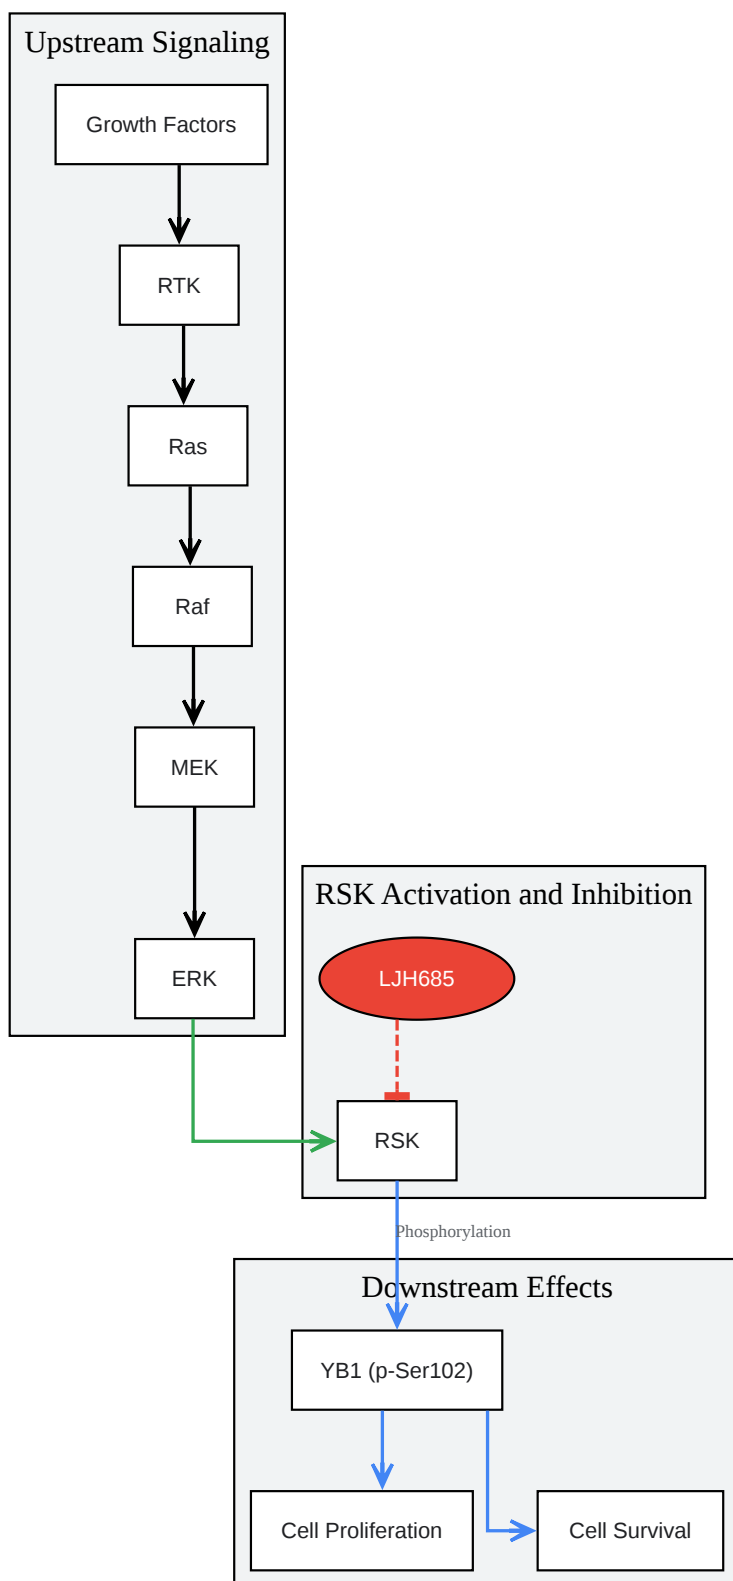 Upstream Signaling
Growth Factors
RTK
Ras
Raf
MEK
ERK
RSK Activation and Inhibition
LJH685
RSK
Phosphorylation
Downstream Effects
YB1 (p-Ser102)
Cell Proliferation
Cell Survival